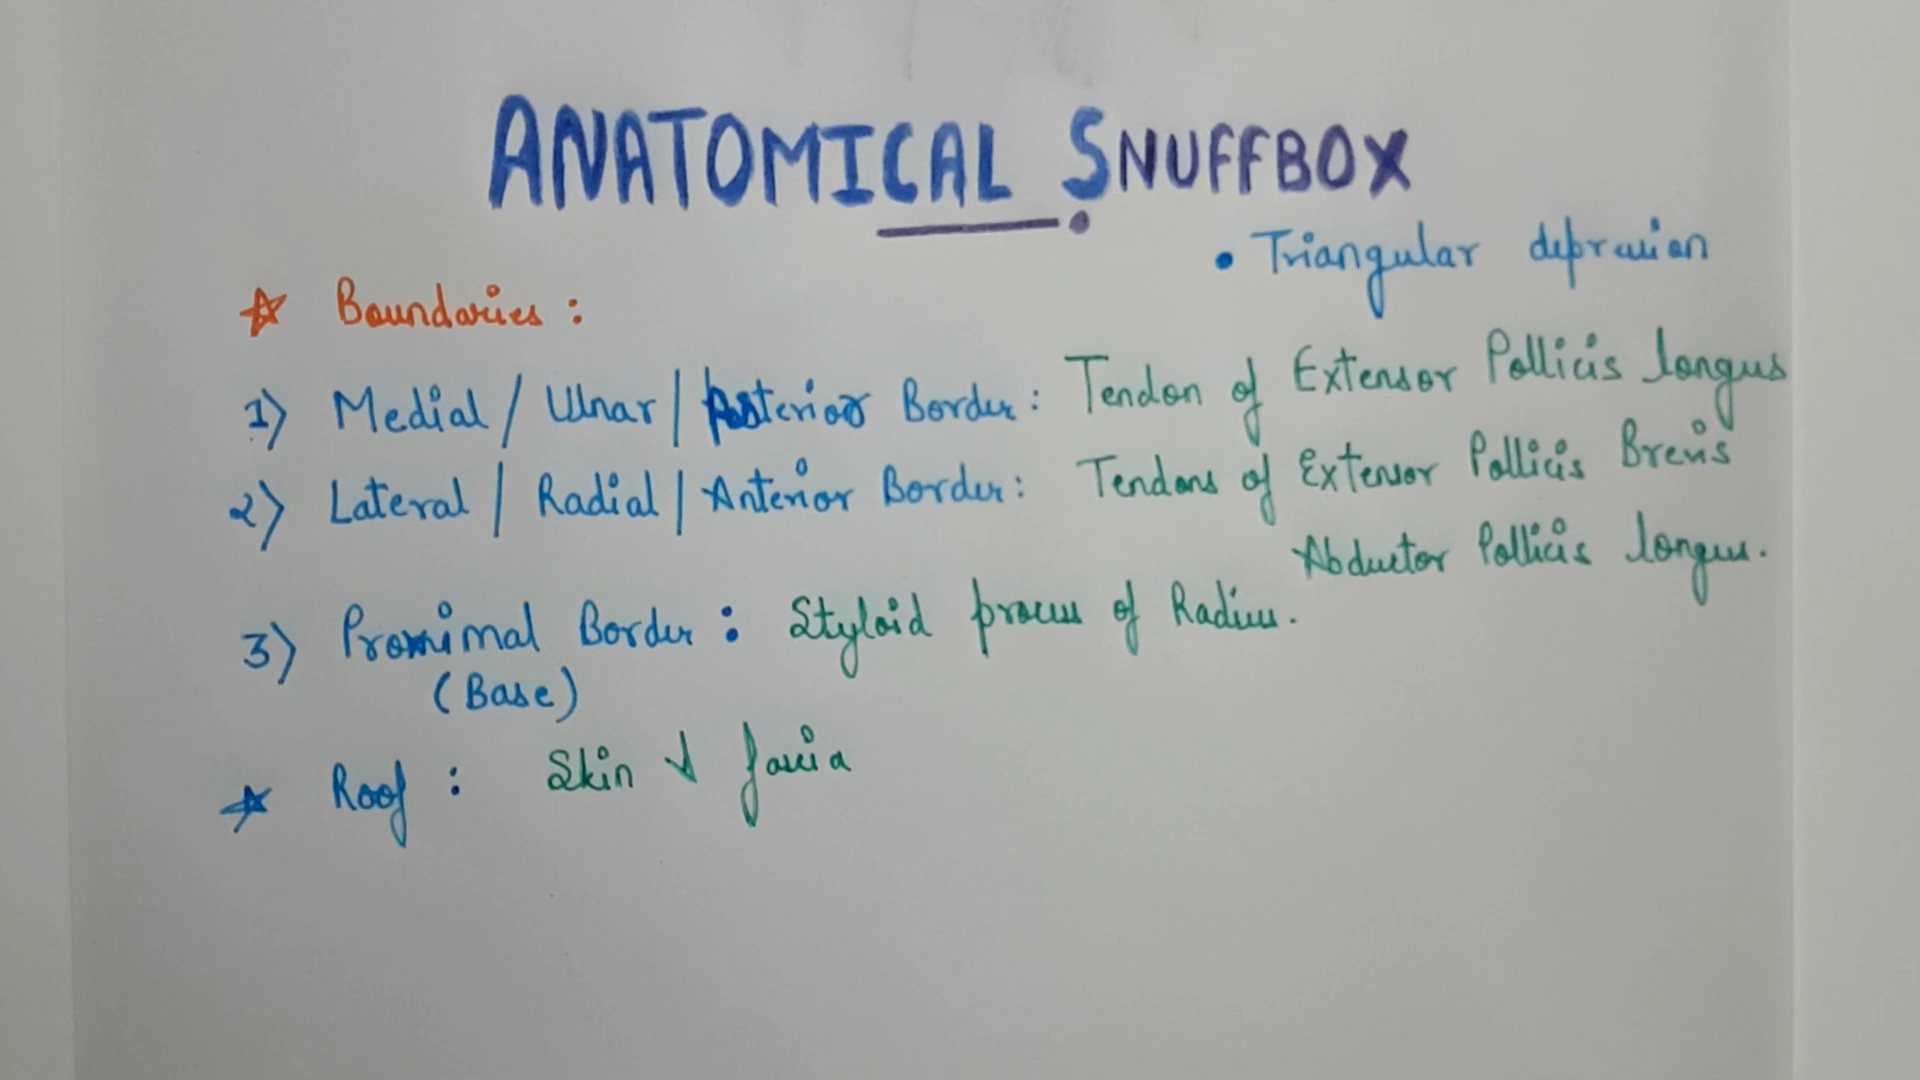 ANATOMICAL SNUFFBOX
• Triangular depression
☆ Boundaries :
1) Medial / Ulnar / Posterior Border : Tendon of Extensor Pollicis longus
2) Lateral / Radial / Anterior Border : Tendons of Extensor Pollicis Brevis
Abductor Pollicis longus.
3) Proximal Border : Styloid process of Radius.
(Base)
☆ Roof : Skin & fascia